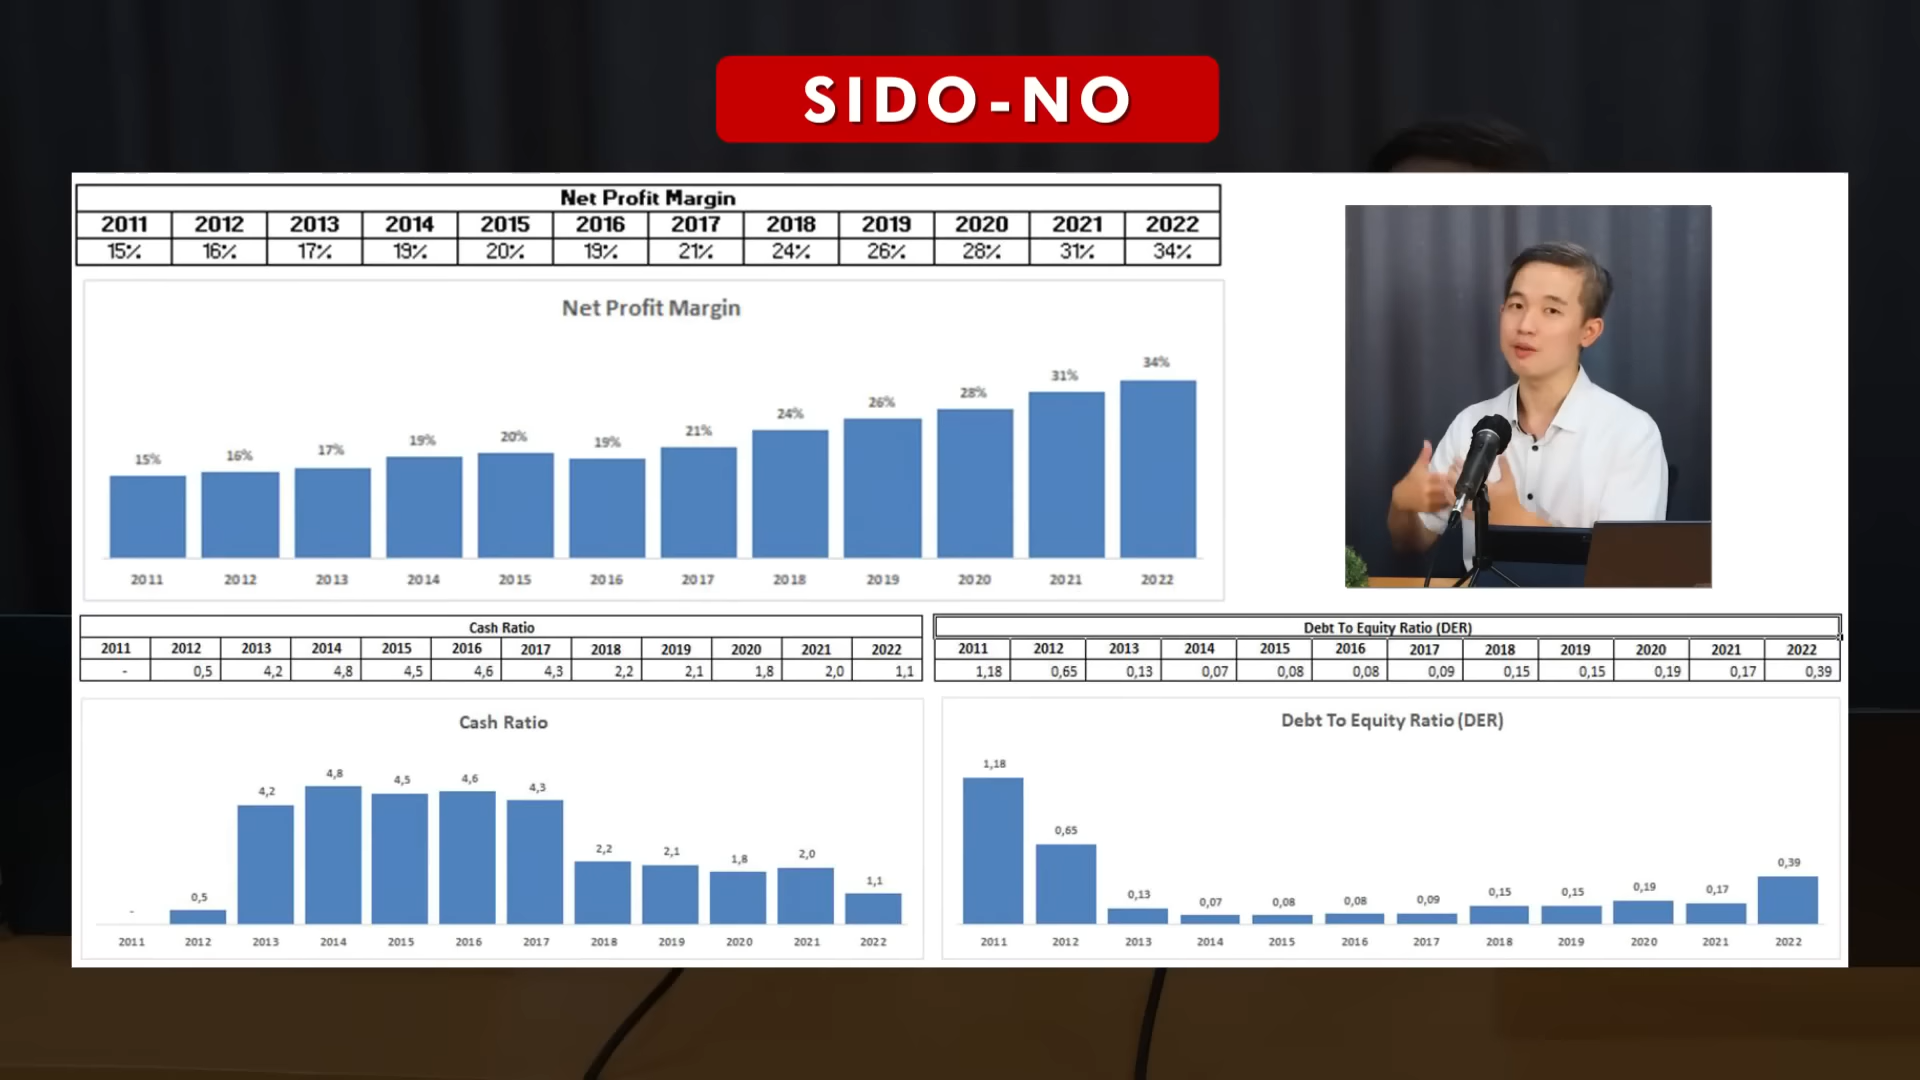 SIDO-NO
Net Profit Margin
2011 2012 2013 2014 2015 2016 2017 2018 2019 2020 2021 2022
15% 16% 17% 19% 20% 19% 21% 24% 26% 28% 31% 34%
Net Profit Margin
15% 16% 17% 19% 20% 19% 21% 24% 26% 28% 31% 34%
2011 2012 2013 2014 2015 2016 2017 2018 2019 2020 2021 2022
Cash Ratio
2011 2012 2013 2014 2015 2016 2017 2018 2019 2020 2021 2022
- 0,5 4,2 4,8 4,5 4,6 4,3 2,2 2,1 1,8 2,0 1,1
Cash Ratio
- 0,5 4,2 4,8 4,5 4,6 4,3 2,2 2,1 1,8 2,0 1,1
2011 2012 2013 2014 2015 2016 2017 2018 2019 2020 2021 2022
Debt To Equity Ratio (DER)
2011 2012 2013 2014 2015 2016 2017 2018 2019 2020 2021 2022
1,18 0,65 0,13 0,07 0,08 0,08 0,09 0,15 0,15 0,19 0,17 0,39
Debt To Equity Ratio (DER)
1,18 0,65 0,13 0,07 0,08 0,08 0,09 0,15 0,15 0,19 0,17 0,39
2011 2012 2013 2014 2015 2016 2017 2018 2019 2020 2021 2022